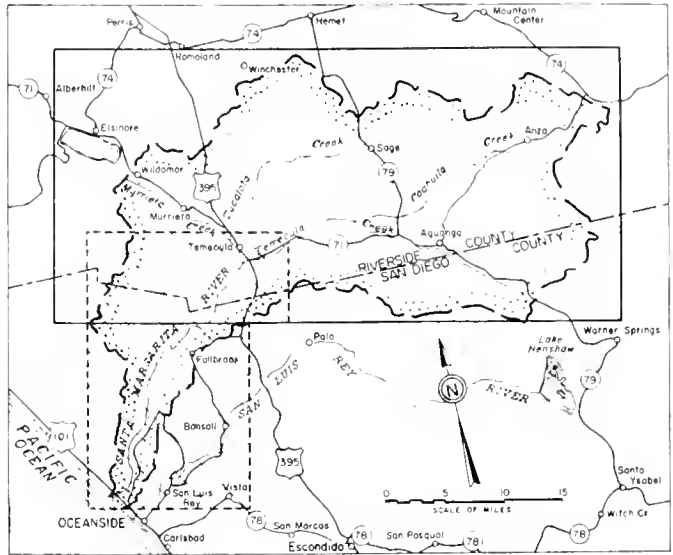 Perris
Hemet
Mountain
Center
74
74
Romoland
Winchester
74
74
71
Alberhill
Elsinore
Sage
Creek
Creek
Anza
Wildomar
395
79
Murrieta
Creek
Murrieta
Temecula
Temecula
Creek
71
Aguanga
COUNTY
COUNTY
RIVERSIDE
SAN DIEGO
SANTA MARGARITA RIVER
Fallbrook
Pala
SAN LUIS REY RIVER
Lake
Henshaw
Warner Springs
79
N
Bonsall
PACIFIC
OCEAN
101
395
San Luis
Rey
Vista
0 5 10 15
SCALE OF MILES
Santa
Ysabel
OCEANSIDE
Carlsbad
78
San Marcos
Escondido
78
San Pasqual
78
78
Witch Cr.